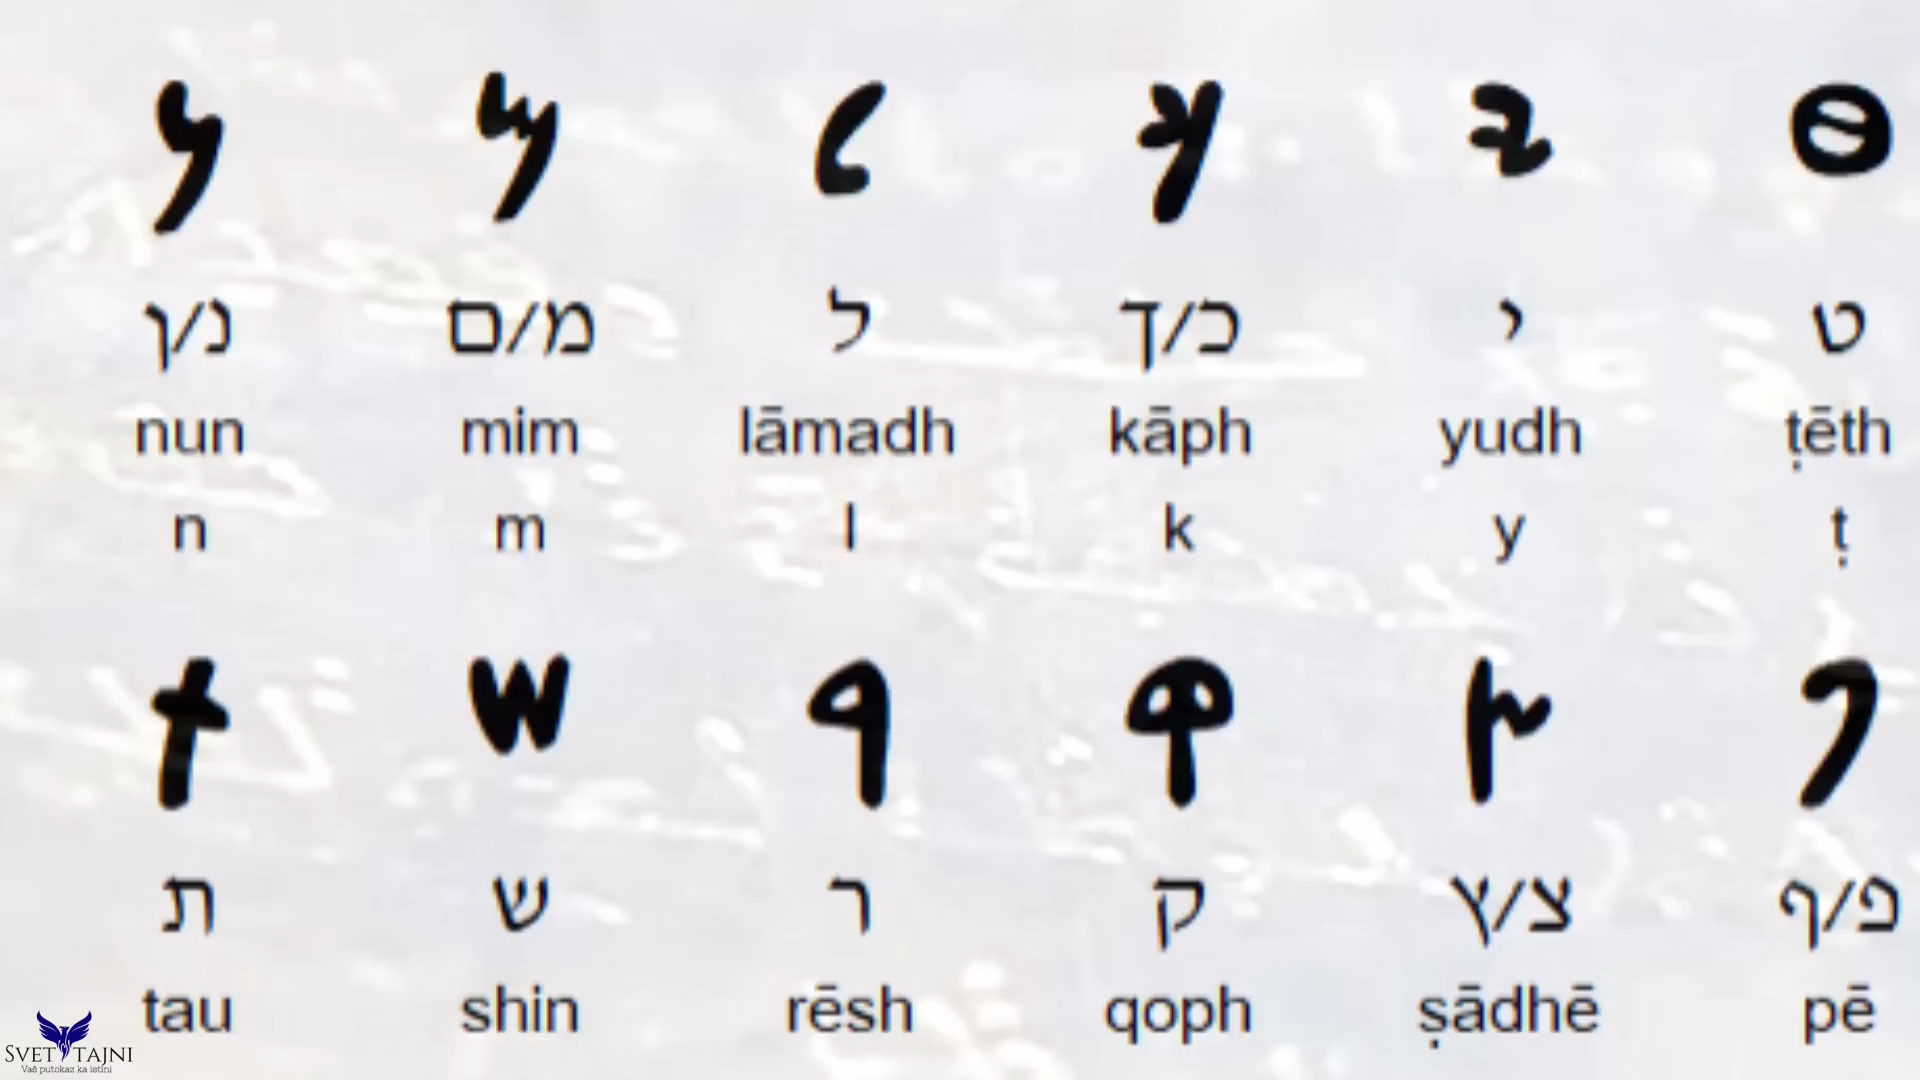 𐤈 𐤉 𐤊 𐤋 𐤌 𐤍
ט י כ/ך ל מ/ם נ/ן
nun mim lāmadh kāph yudh ṭēth
n m l k y ṭ
𐤐 𐤑 𐤒 𐤓 𐤔 𐤕
פ/ף צ/ץ ק ר ש ת
tau shin rēsh qoph ṣādhē pē
SVET TAJNI
Vaš putokaz ka istini